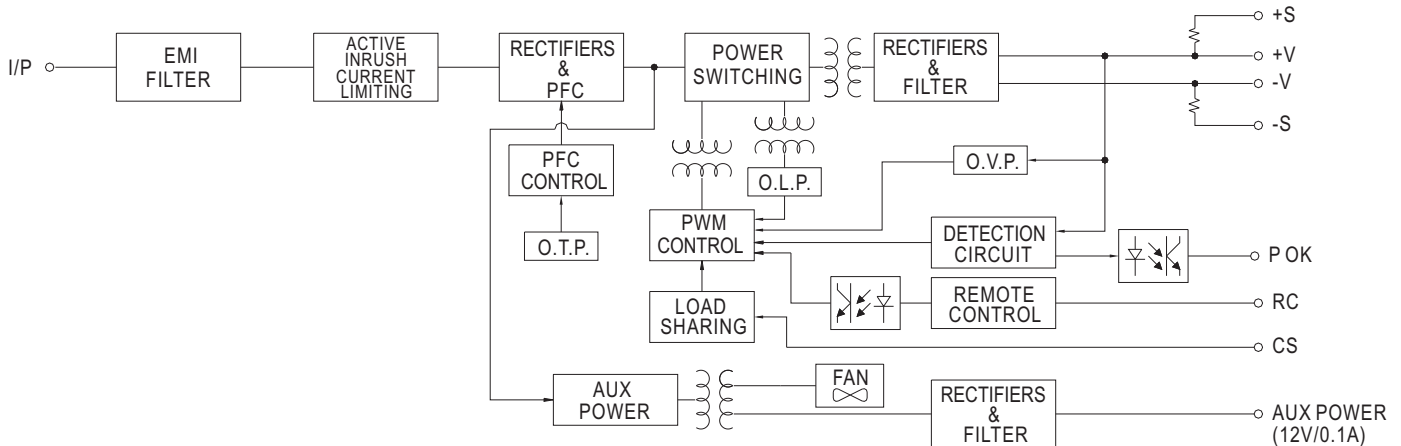 I/P
EMI
FILTER
ACTIVE
INRUSH
CURRENT
LIMITING
RECTIFIERS
&
PFC
POWER
SWITCHING
RECTIFIERS
&
FILTER
+S
+V
-V
-S
PFC
CONTROL
O.T.P.
O.L.P.
O.V.P.
PWM
CONTROL
DETECTION
CIRCUIT
P OK
LOAD
SHARING
REMOTE
CONTROL
RC
CS
AUX
POWER
FAN
RECTIFIERS
&
FILTER
AUX POWER
(12V/0.1A)